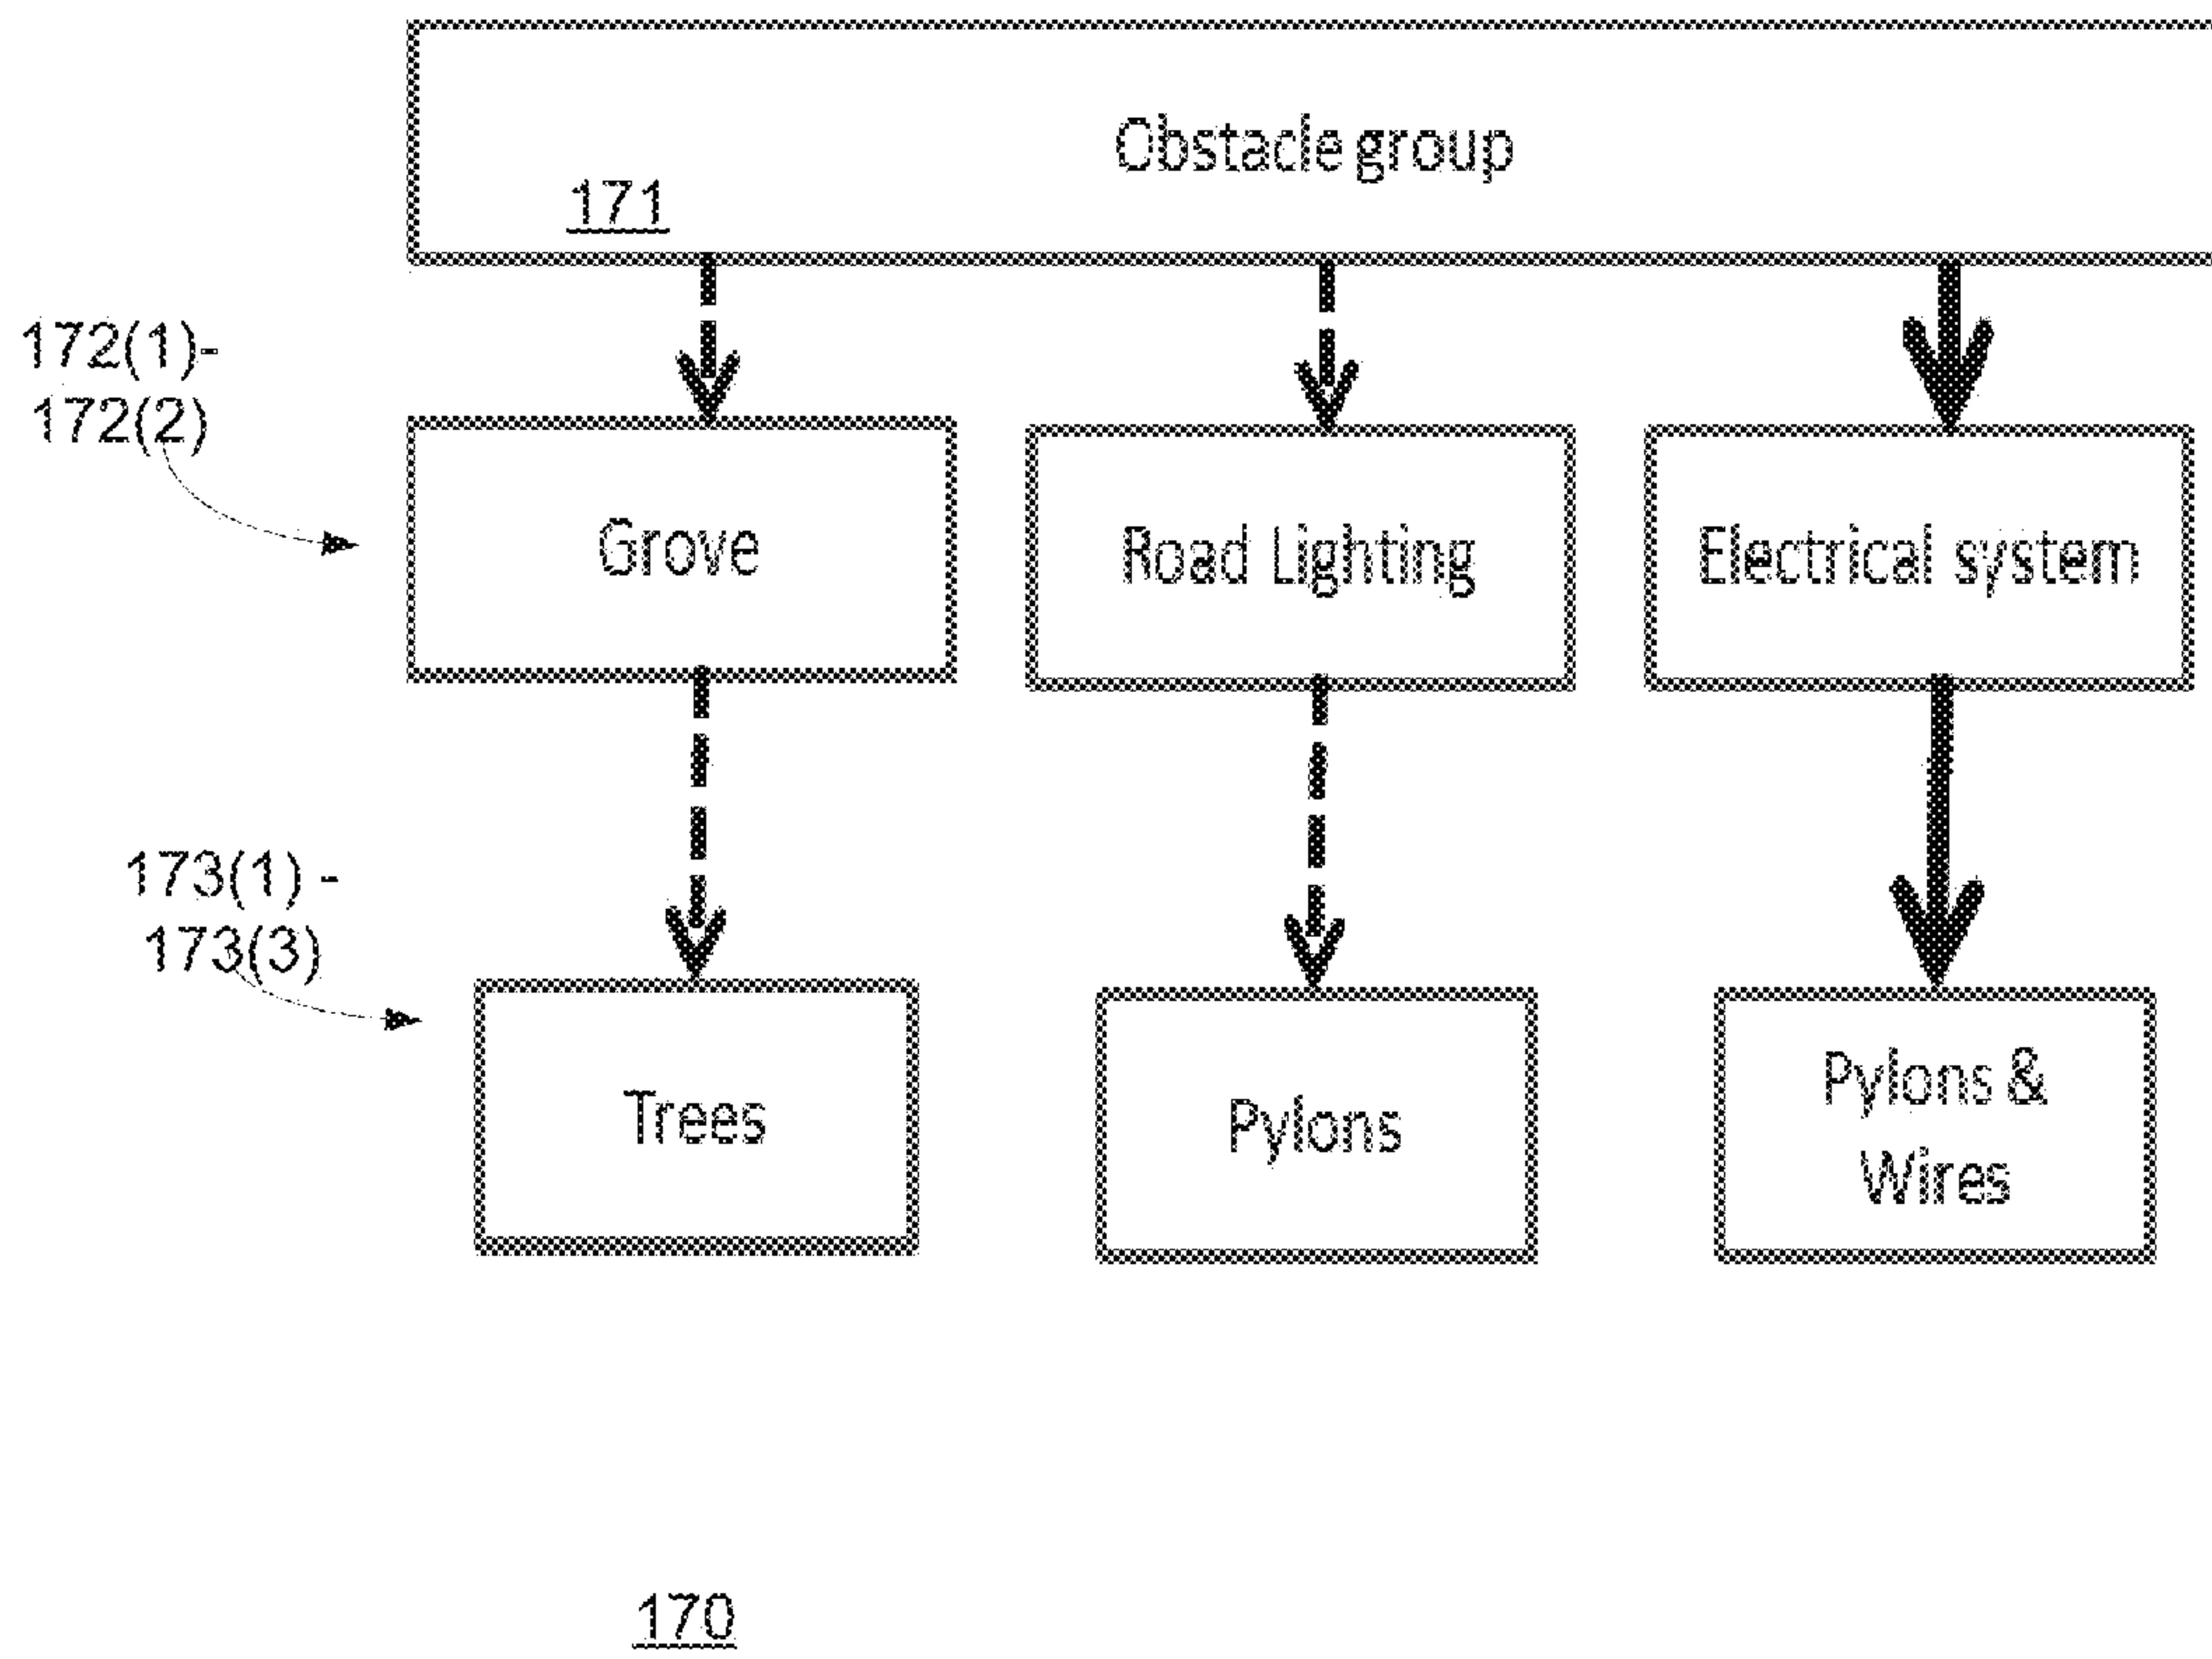 Obstacle group
171
172(1)-
172(2)
Grove
Road Lighting
Electrical system
173(1) -
173(3)
Trees
Pylons
Pylons &
Wires
170